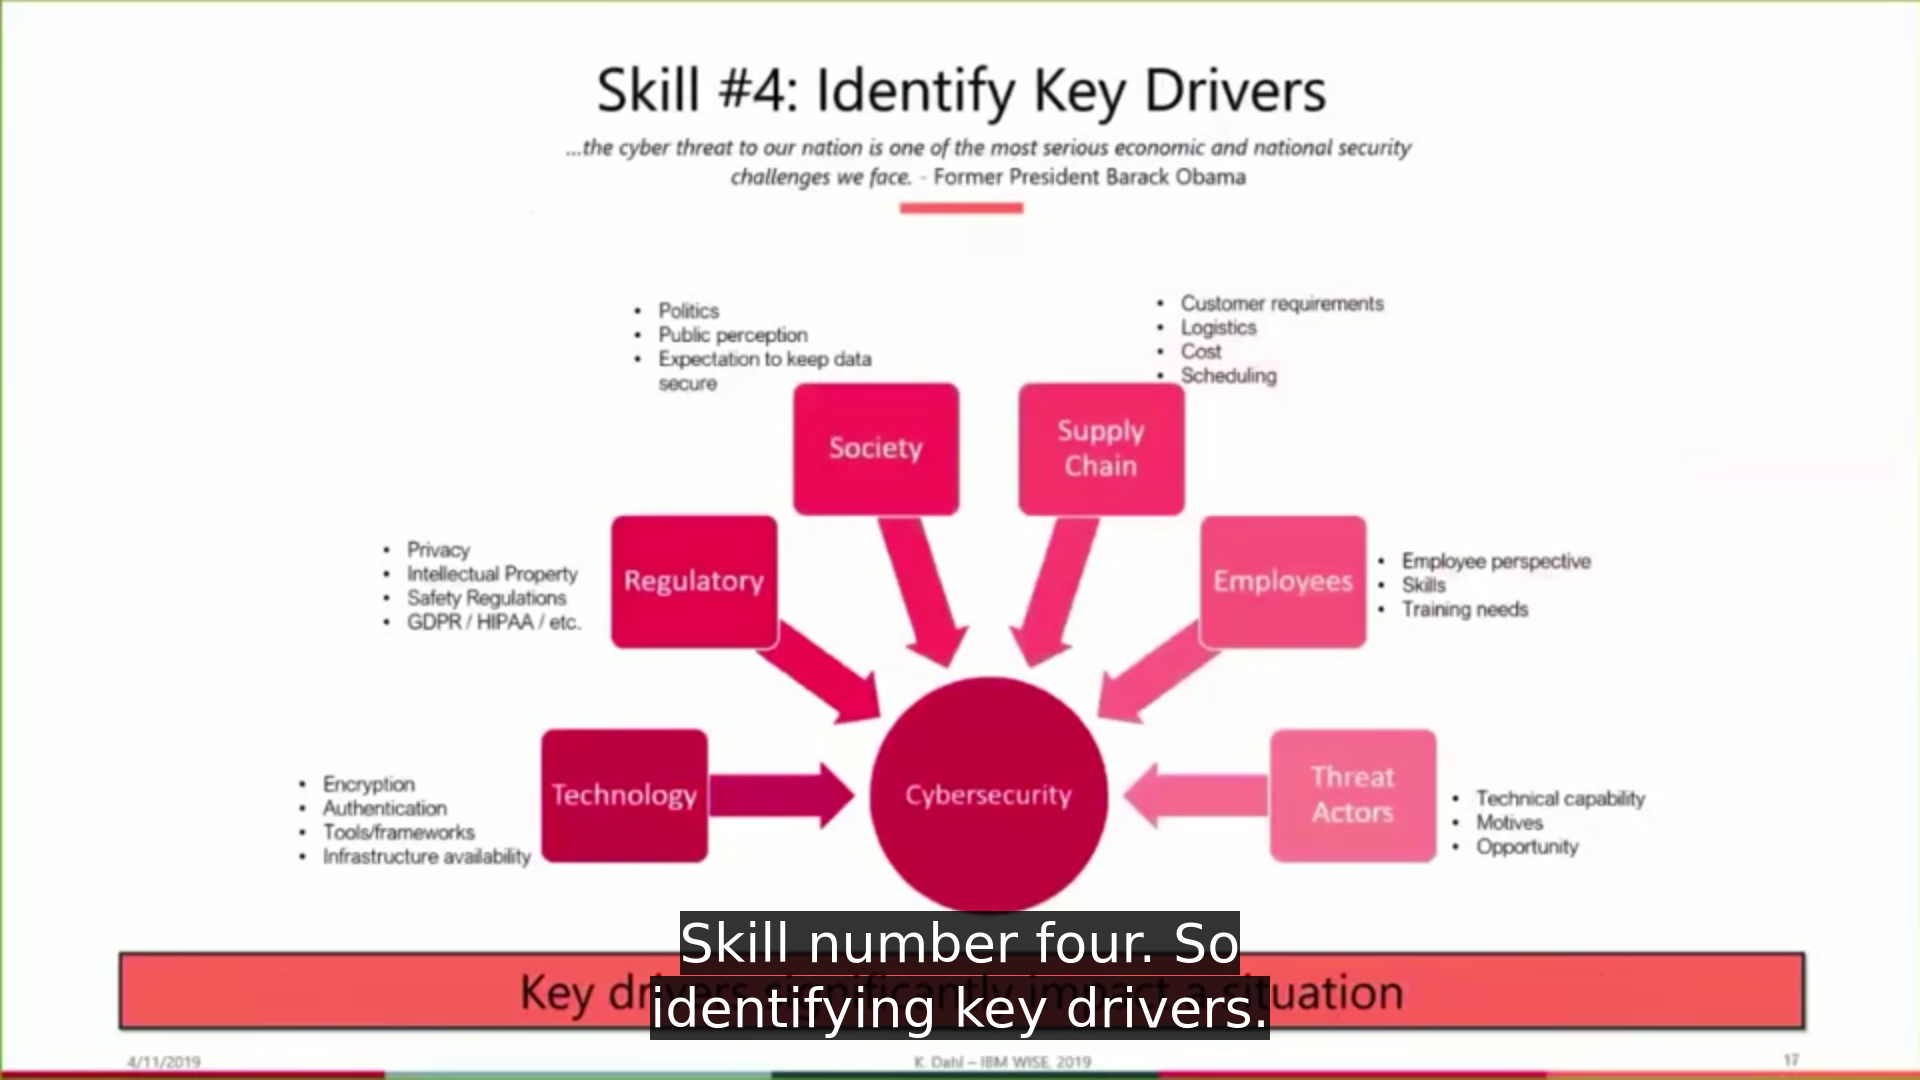 Skill #4: Identify Key Drivers
...the cyber threat to our nation is one of the most serious economic and national security
challenges we face. - Former President Barack Obama
• Politics
• Public perception
• Expectation to keep data
secure
• Customer requirements
• Logistics
• Cost
• Scheduling
Society
Supply
Chain
• Privacy
• Intellectual Property
• Safety Regulations
• GDPR / HIPAA / etc.
Regulatory
Employees
• Employee perspective
• Skills
• Training needs
• Encryption
• Authentication
• Tools/frameworks
• Infrastructure availability
Technology
Cybersecurity
Threat
Actors
• Technical capability
• Motives
• Opportunity
Skill number four. So
identifying key drivers.
Key drivers significantly impact a situation
4/11/2019
K. Dahl – IBM WISE, 2019
17